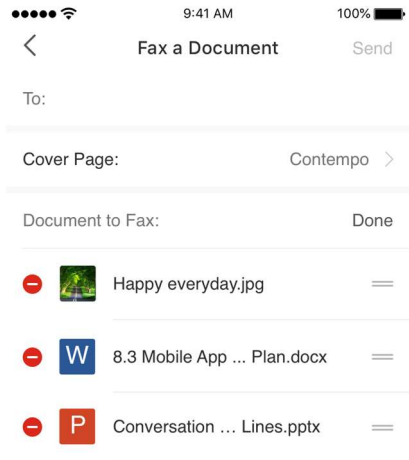 9:41 AM 100%
Fax a Document Send
To:
Cover Page: Contempo
Document to Fax: Done
Happy everyday.jpg
W 8.3 Mobile App ... Plan.docx
P Conversation ... Lines.pptx